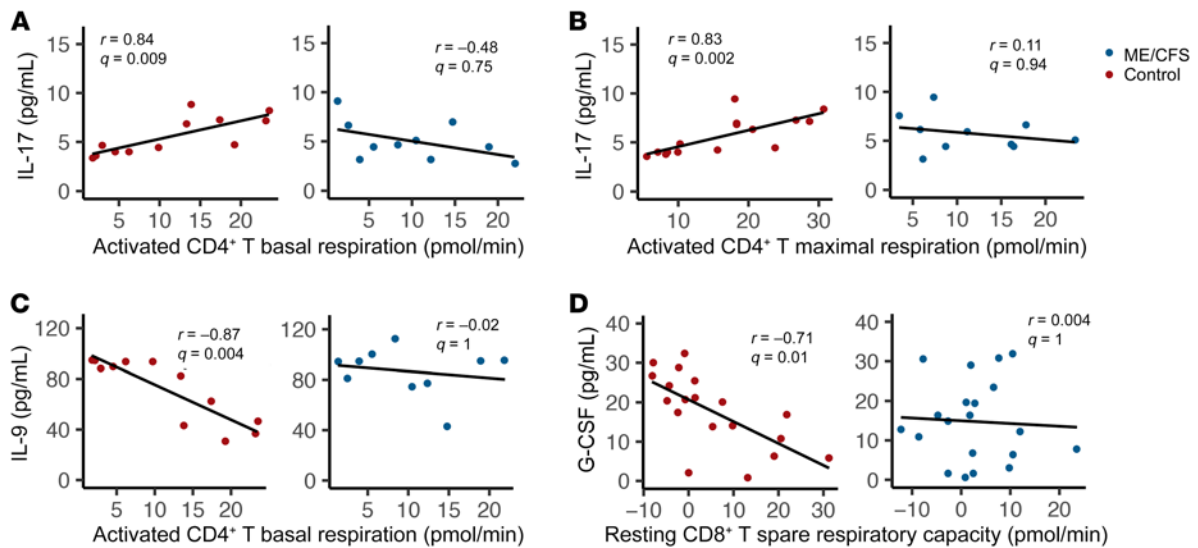 A
B
15
10
5
0
IL-17 (pg/mL)
r = 0.84
q = 0.009
5 10 15 20
15
10
5
0
r = −0.48
q = 0.75
5 10 15 20
Activated CD4⁺ T basal respiration (pmol/min)
15
10
5
0
IL-17 (pg/mL)
r = 0.83
q = 0.002
10 20 30
15
10
5
0
r = 0.11
q = 0.94
5 10 15 20
Activated CD4⁺ T maximal respiration (pmol/min)
ME/CFS
Control
C
D
120
80
40
0
IL-9 (pg/mL)
r = −0.87
q = 0.004
5 10 15 20
120
80
40
0
r = −0.02
q = 1
5 10 15 20
Activated CD4⁺ T basal respiration (pmol/min)
40
30
20
10
0
G-CSF (pg/mL)
r = −0.71
q = 0.01
−10 0 10 20 30
40
30
20
10
0
r = 0.004
q = 1
−10 0 10 20
Resting CD8⁺ T spare respiratory capacity (pmol/min)